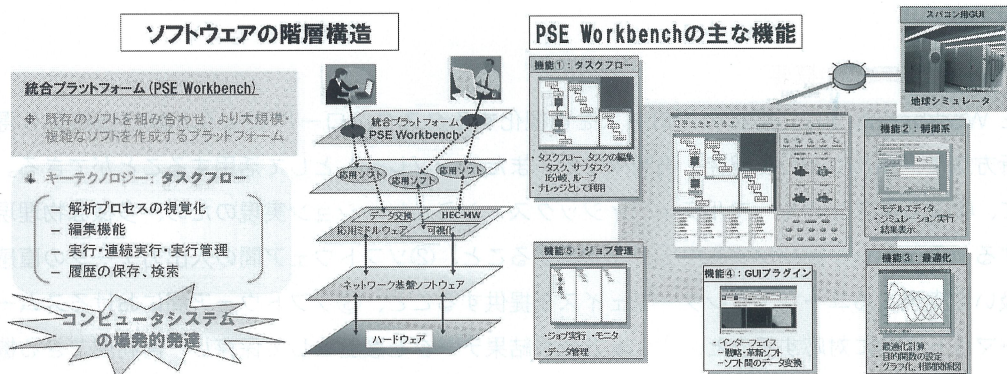 ソフトウェアの階層構造
統合プラットフォーム (PSE Workbench)
既存のソフトを組み合わせ、より大規模・
複雑なソフトを作成するプラットフォーム
キーテクノロジー: タスクフロー
– 解析プロセスの視覚化
– 編集機能
– 実行・連続実行・実行管理
– 履歴の保存、検索
コンピュータシステム
の爆発的発達
統合プラットフォーム
PSE Workbench
応用ソフト
応用ソフト
応用ソフト
データ交換
HEC-MW
応用ミドルウェア
可視化
ネットワーク基盤ソフトウェア
ハードウェア
PSE Workbenchの主な機能
機能1:タスクフロー
・タスクフロー、タスクの編集
–タスク、サブタスク、
IF分岐、ループ
・ナレッジとして利用
スパコン用GUI
地球シミュレータ
機能2:制御系
・モデルエディタ
・シミュレーション実行
・結果表示
機能5:ジョブ管理
・ジョブ実行・モニタ
・データ管理
機能4:GUIプラグイン
・インターフェイス
–戦略・革新ソフト
–ソフト間のデータ変換
機能3:最適化
・最適化計算
・目的関数の設定
・グラフ化、相関関係図